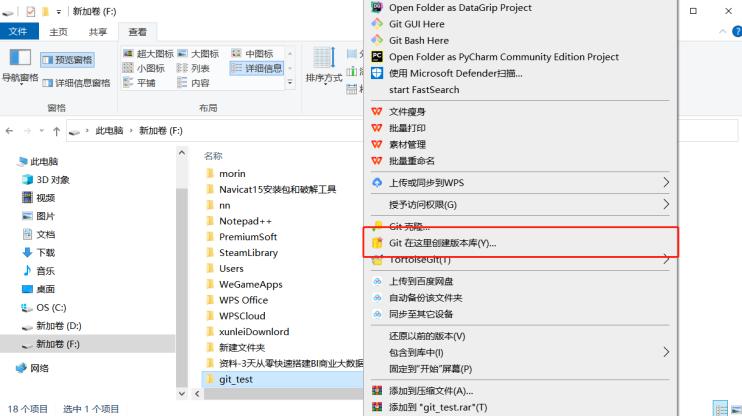 新加卷 (F:)
文件
主页
共享
查看
导航窗格
预览窗格
详细信息窗格
窗格
超大图标
大图标
中图标
小图标
列表
详细信息
平铺
内容
布局
排序方式
此电脑 > 新加卷 (F:)
此电脑
3D 对象
视频
图片
文档
下载
音乐
桌面
OS (C:)
新加卷 (D:)
新加卷 (F:)
网络
名称
morin
Navicat15安装包和破解工具
nn
Notepad++
PremiumSoft
SteamLibrary
Users
WeGameApps
WPS Office
WPSCloud
xunleiDownlord
新建文件夹
资料-3天从零快速搭建BI商业大数据
git_test
18 个项目
选中 1 个项目
Open Folder as DataGrip Project
Git GUI Here
Git Bash Here
Open Folder as PyCharm Community Edition Project
使用 Microsoft Defender扫描...
start FastSearch
文件瘦身
批量打印
素材管理
批量重命名
上传或同步到WPS
授予访问权限(G)
Git 克隆...
Git 在这里创建版本库(Y)...
TortoiseGit(T)
上传到百度网盘
自动备份该文件夹
同步至其它设备
还原以前的版本(V)
包含到库中(I)
固定到"开始"屏幕(P)
添加到压缩文件(A)...
添加到 "git_test.rar"(T)